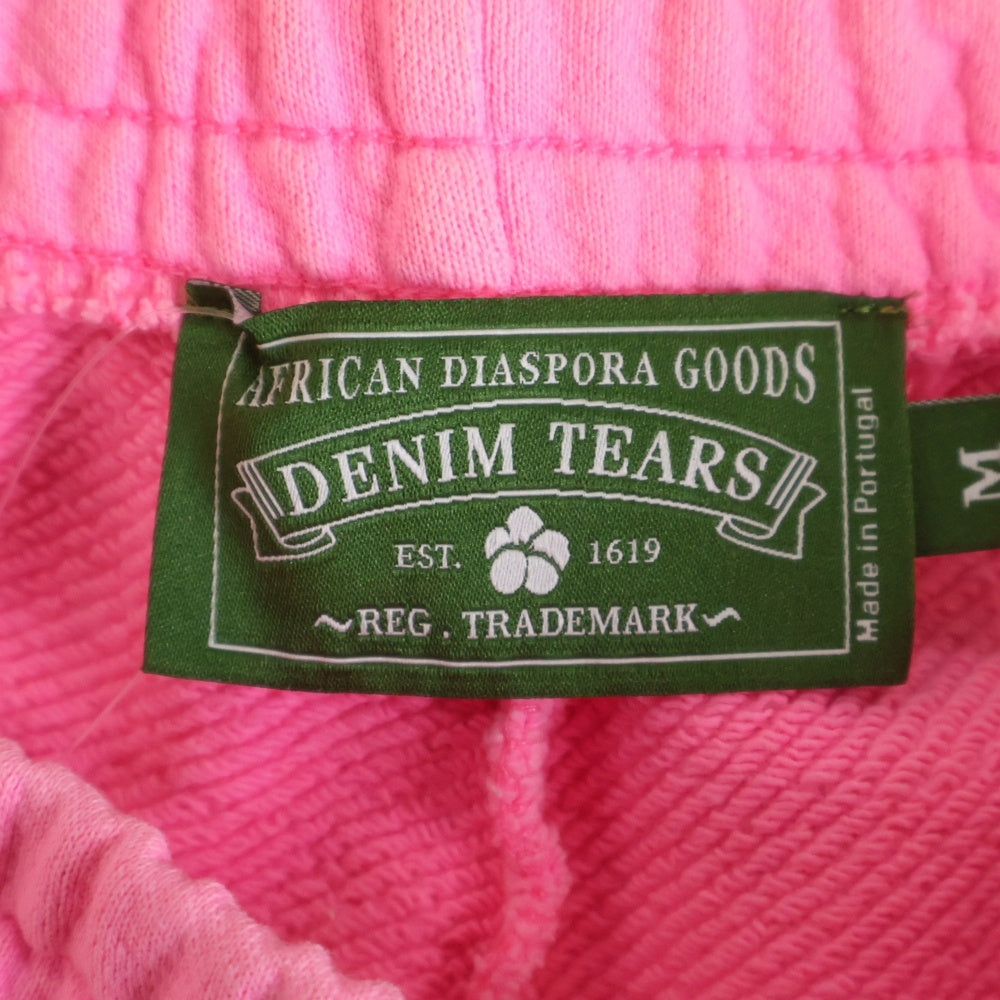 AFRICAN DIASPORA GOODS
DENIM TEARS
EST. 1619
~REG. TRADEMARK~
Made in Portugal
M